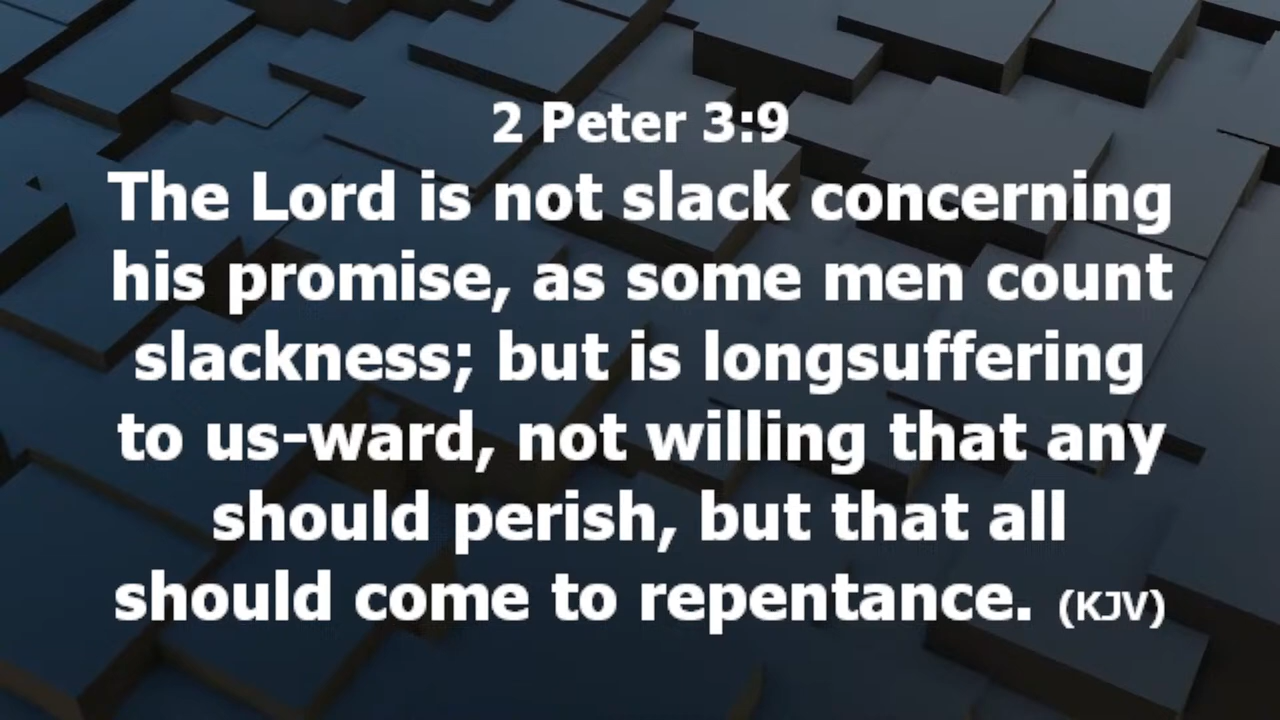 2 Peter 3:9
The Lord is not slack concerning
his promise, as some men count
slackness; but is longsuffering
to us-ward, not willing that any
should perish, but that all
should come to repentance. (KJV)